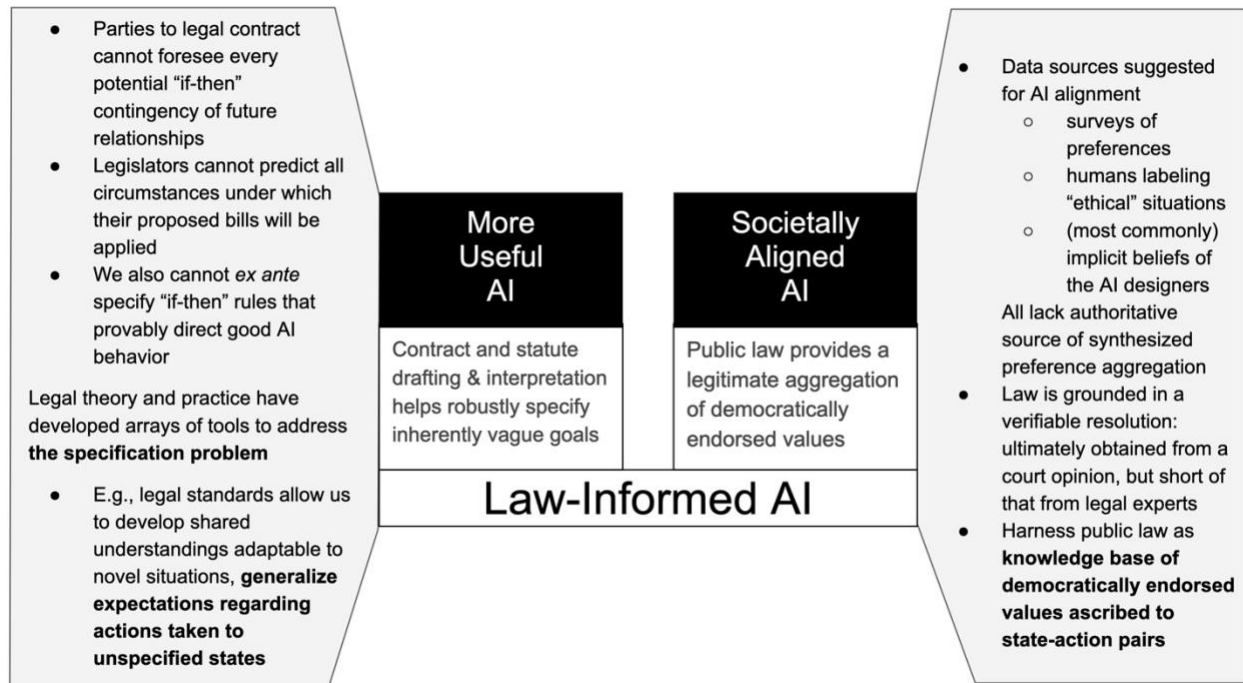 ● Parties to legal contract
cannot foresee every
potential “if-then”
contingency of future
relationships
● Legislators cannot predict all
circumstances under which
their proposed bills will be
applied
● We also cannot ex ante
specify “if-then” rules that
provably direct good AI
behavior
Legal theory and practice have
developed arrays of tools to address
the specification problem
● E.g., legal standards allow us
to develop shared
understandings adaptable to
novel situations, generalize
expectations regarding
actions taken to
unspecified states
More
Useful
AI
Contract and statute
drafting & interpretation
helps robustly specify
inherently vague goals
Societally
Aligned
AI
Public law provides a
legitimate aggregation
of democratically
endorsed values
Law-Informed AI
● Data sources suggested
for AI alignment
○ surveys of
preferences
○ humans labeling
“ethical” situations
○ (most commonly)
implicit beliefs of
the AI designers
All lack authoritative
source of synthesized
preference aggregation
● Law is grounded in a
verifiable resolution:
ultimately obtained from a
court opinion, but short of
that from legal experts
● Harness public law as
knowledge base of
democratically endorsed
values ascribed to
state-action pairs